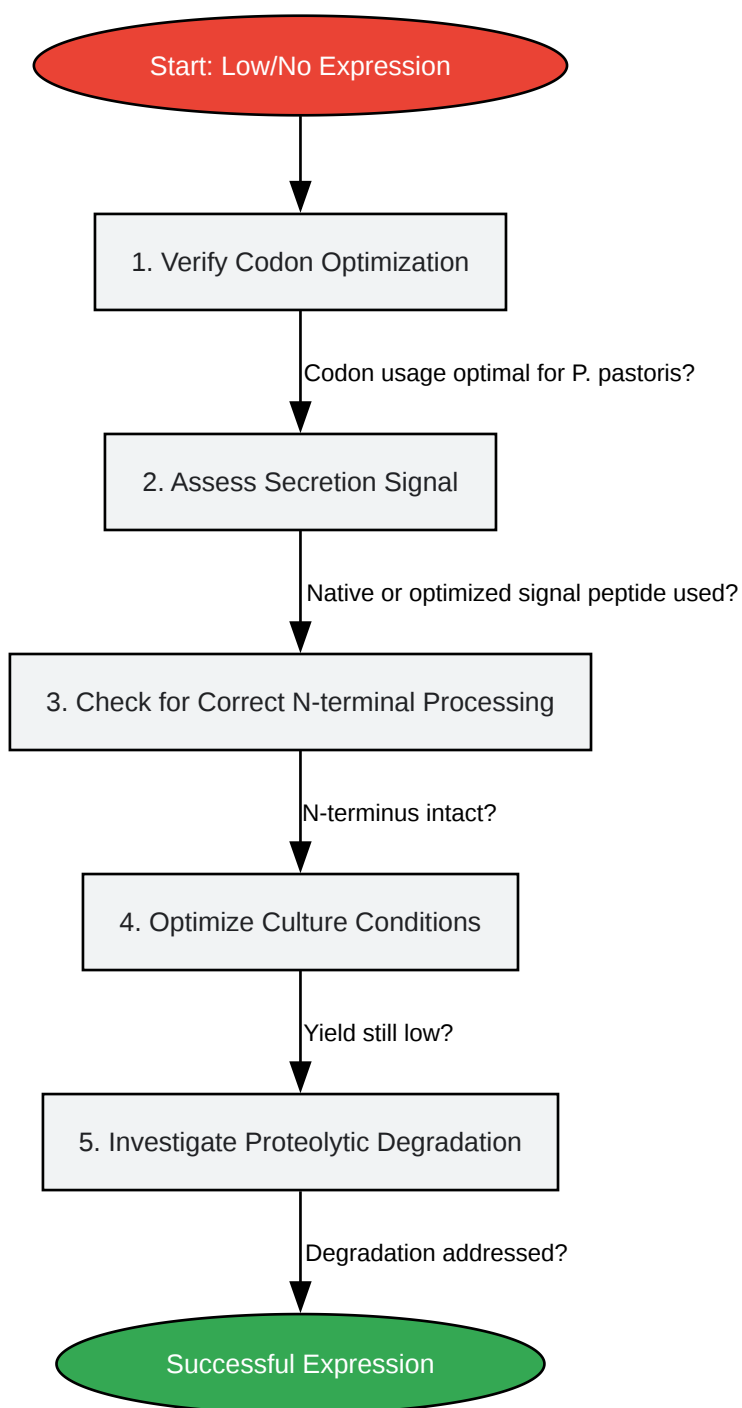 Start: Low/No Expression
1. Verify Codon Optimization
Codon usage optimal for P. pastoris?
2. Assess Secretion Signal
Native or optimized signal peptide used?
3. Check for Correct N-terminal Processing
N-terminus intact?
4. Optimize Culture Conditions
Yield still low?
5. Investigate Proteolytic Degradation
Degradation addressed?
Successful Expression